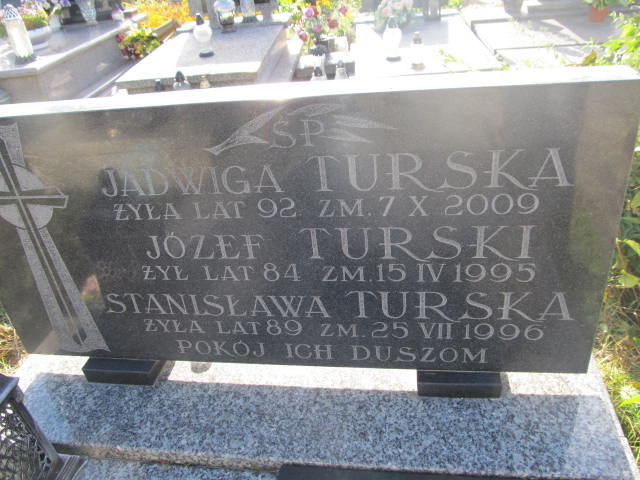 ŚP
JADWIGA TURSKA
ŻYŁA LAT 92 ZM. 7 X 2009
JÓZEF TURSKI
ŻYŁ LAT 84 ZM. 15 IV 1995
STANISŁAWA TURSKA
ŻYŁA LAT 89 ZM. 25 VII 1996
POKÓJ ICH DUSZOM